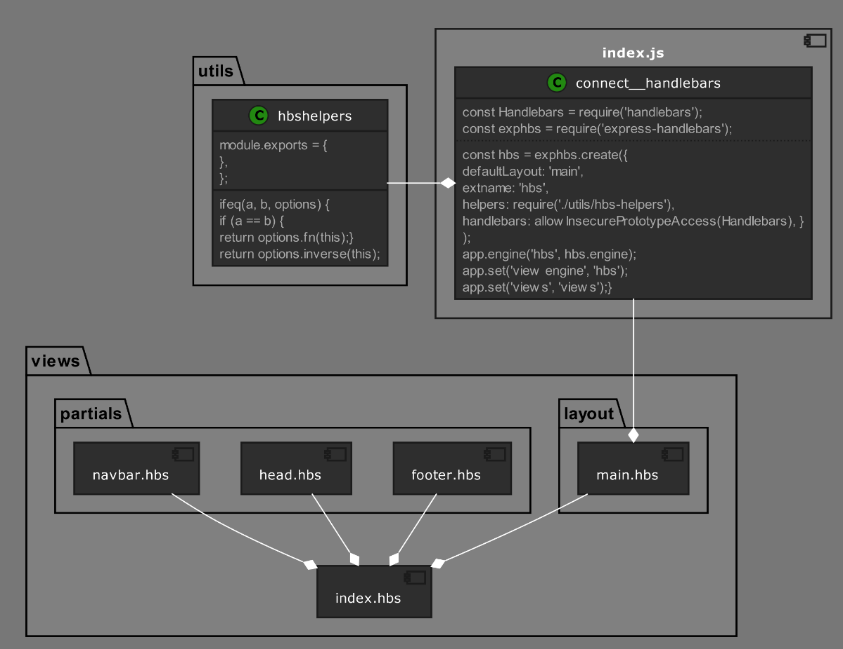 index.js
C connect__handlebars
const Handlebars = require('handlebars');
const exphbs = require('express-handlebars');
const hbs = exphbs.create({
defaultLayout: 'main',
extname: 'hbs',
helpers: require('./utils/hbs-helpers'),
handlebars: allow InsecurePrototypeAccess(Handlebars), }
);
app.engine('hbs', hbs.engine);
app.set('view engine', 'hbs');
app.set('views', 'views');}
utils
C hbshelpers
module.exports = {
},
};
ifeq(a, b, options) {
if (a == b) {
return options.fn(this);}
return options.inverse(this);
views
partials
navbar.hbs
head.hbs
footer.hbs
layout
main.hbs
index.hbs